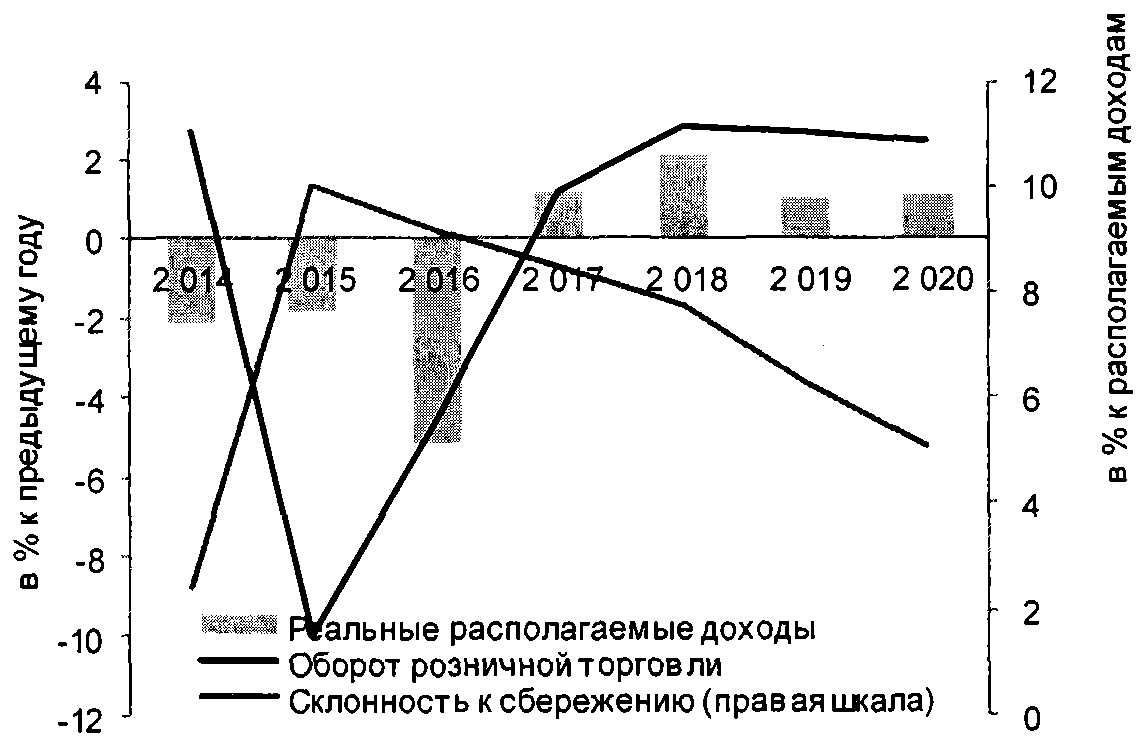 в % к располагаемым доходам
в % к предыдущему году
4
2
0
-2
-4
-6
-8
-10
-12
12
10
8
6
4
2
0
2 014 2 015 2 016 2 017 2 018 2 019 2 020
Реальные располагаемые доходы
Оборот розничной торговли
Склонность к сбережению (правая шкала)